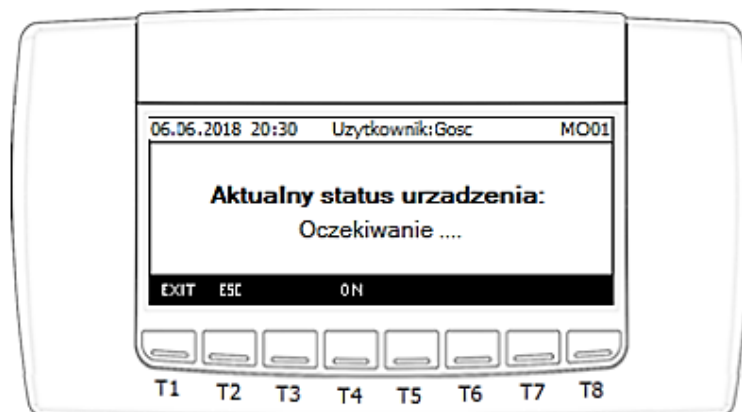 06.06.2018 20:30 Uzytkownik:Gosc MO01
Aktualny status urzadzenia:
Oczekiwanie ....
EXIT ESC ON
T1 T2 T3 T4 T5 T6 T7 T8